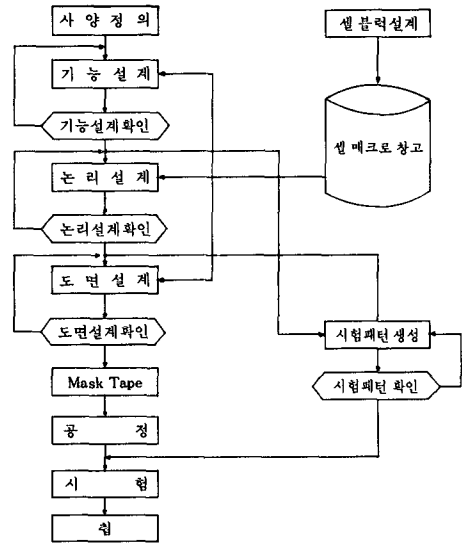 사 양 정 의
셀 블럭설계
기 능 설 계
기능설계확인
셀 매크로 창고
논 리 설 계
논리설계확인
도 면 설 계
도면설계확인
시험패턴 생성
Mask Tape
시험패턴 확인
공 정
시 험
칩